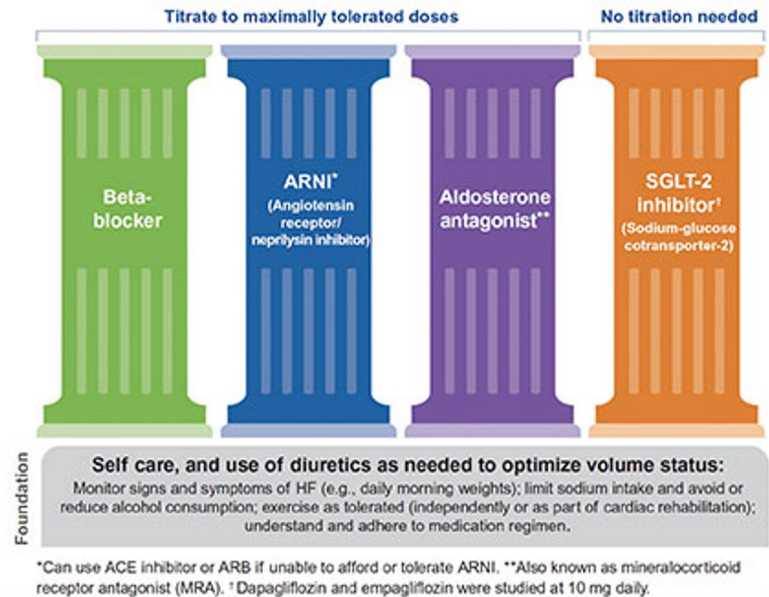 Titrate to maximally tolerated doses
No titration needed
Beta-
blocker
ARNI*
(Angiotensin
receptor/
neprilysin inhibitor)
Aldosterone
antagonist**
SGLT-2
inhibitor†
(Sodium-glucose
cotransporter-2)
Foundation
Self care, and use of diuretics as needed to optimize volume status:
Monitor signs and symptoms of HF (e.g., daily morning weights); limit sodium intake and avoid or
reduce alcohol consumption; exercise as tolerated (independently or as part of cardiac rehabilitation);
understand and adhere to medication regimen.
*Can use ACE inhibitor or ARB if unable to afford or tolerate ARNI. **Also known as mineralocorticoid
receptor antagonist (MRA). †Dapagliflozin and empagliflozin were studied at 10 mg daily.